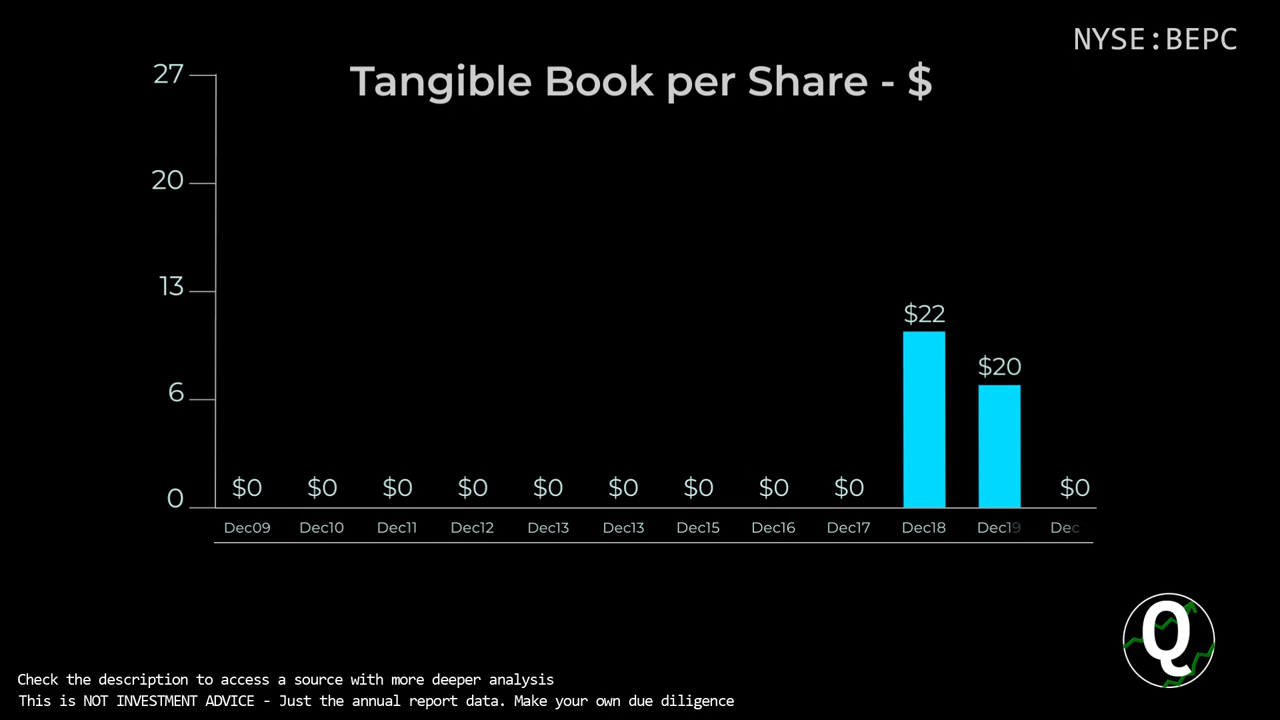 NYSE:BEPC
Tangible Book per Share - $
27
20
13
6
0
$0 $0 $0 $0 $0 $0 $0 $0 $0 $22 $20 $0
Dec09 Dec10 Dec11 Dec12 Dec13 Dec13 Dec15 Dec16 Dec17 Dec18 Dec19 Dec
Q
Check the description to access a source with more deeper analysis
This is NOT INVESTMENT ADVICE - Just the annual report data. Make your own due diligence